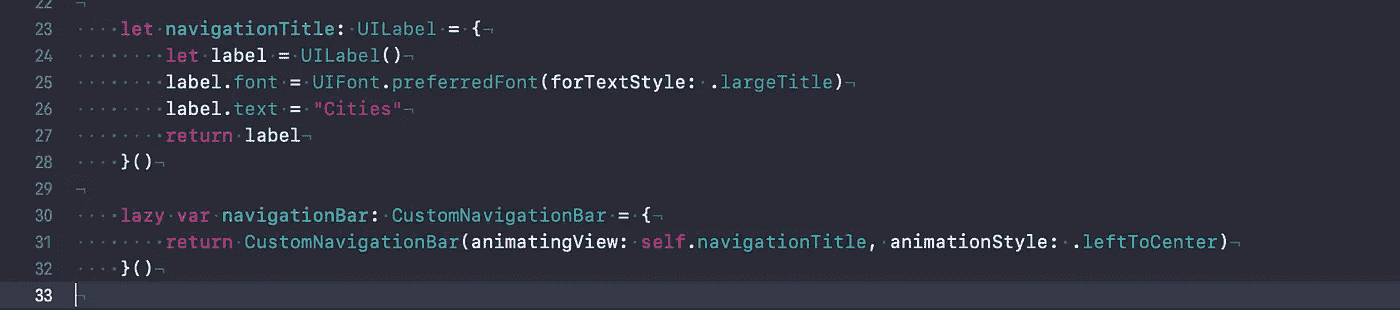 22
23 let navigationTitle: UILabel = {¬
24 let label = UILabel()¬
25 label.font = UIFont.preferredFont(forTextStyle: .largeTitle)¬
26 label.text = "Cities"¬
27 return label¬
28 }()¬
29 ¬
30 lazy var navigationBar: CustomNavigationBar = {¬
31 return CustomNavigationBar(animatingView: self.navigationTitle, animationStyle: .leftToCenter)¬
32 }()¬
33 ¬